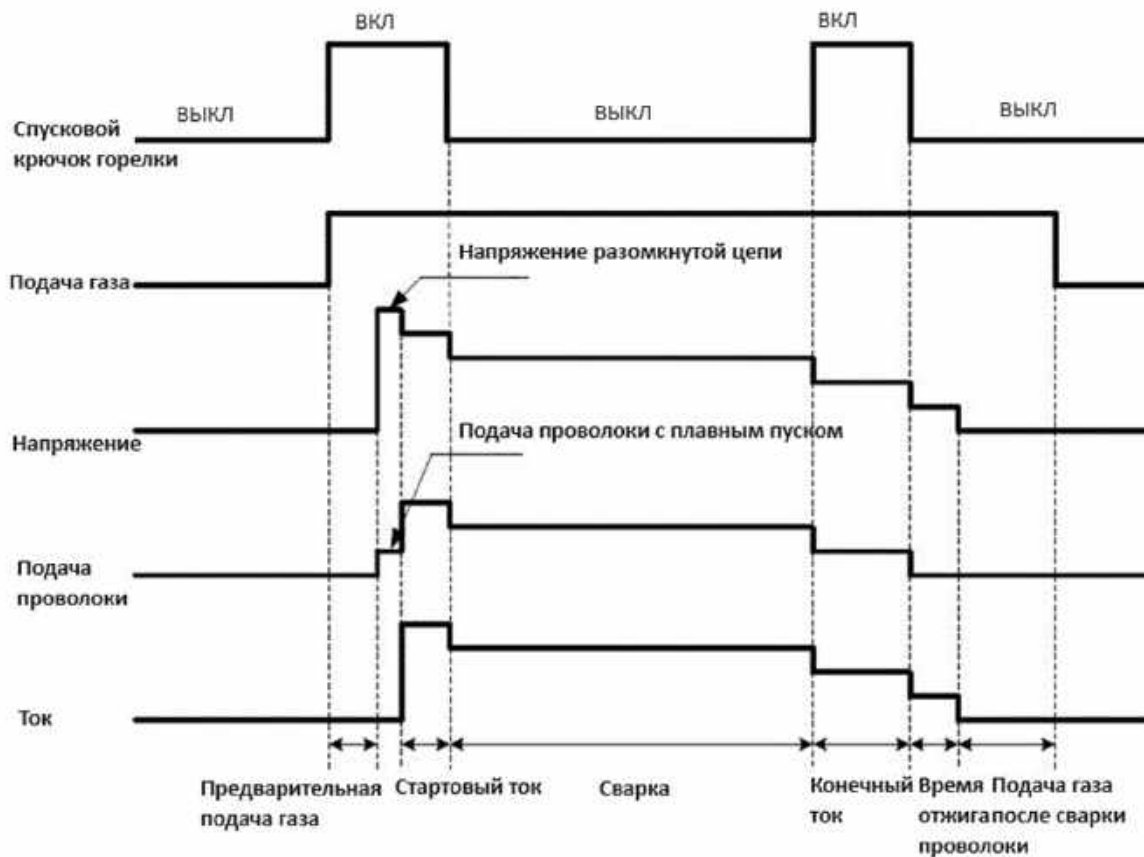 ВКЛ
ВКЛ
ВЫКЛ
ВЫКЛ
ВЫКЛ
Спусковой
крючок горелки
Напряжение разомкнутой цепи
Подача газа
Напряжение
Подача проволоки с плавным пуском
Подача
проволоки
Ток
Предварительная
подача газа
Стартовый ток
Сварка
Конечный
ток
Время
отжига
проволоки
Подача газа
после сварки